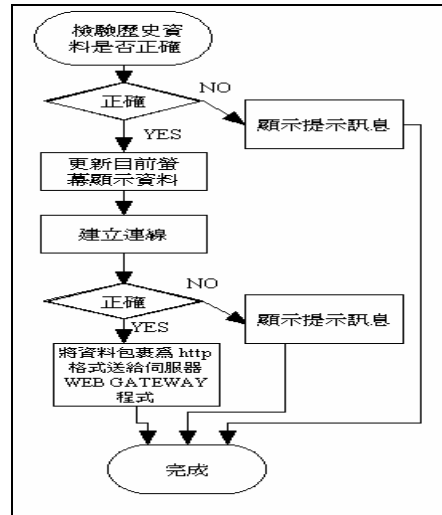 檢驗歷史資
料是否正確
正確
NO
顯示提示訊息
YES
更新目前螢
幕顯示資料
建立連線
正確
NO
顯示提示訊息
YES
將資料包裹為 http
格式送給伺服器
WEB GATEWAY
程式
完成